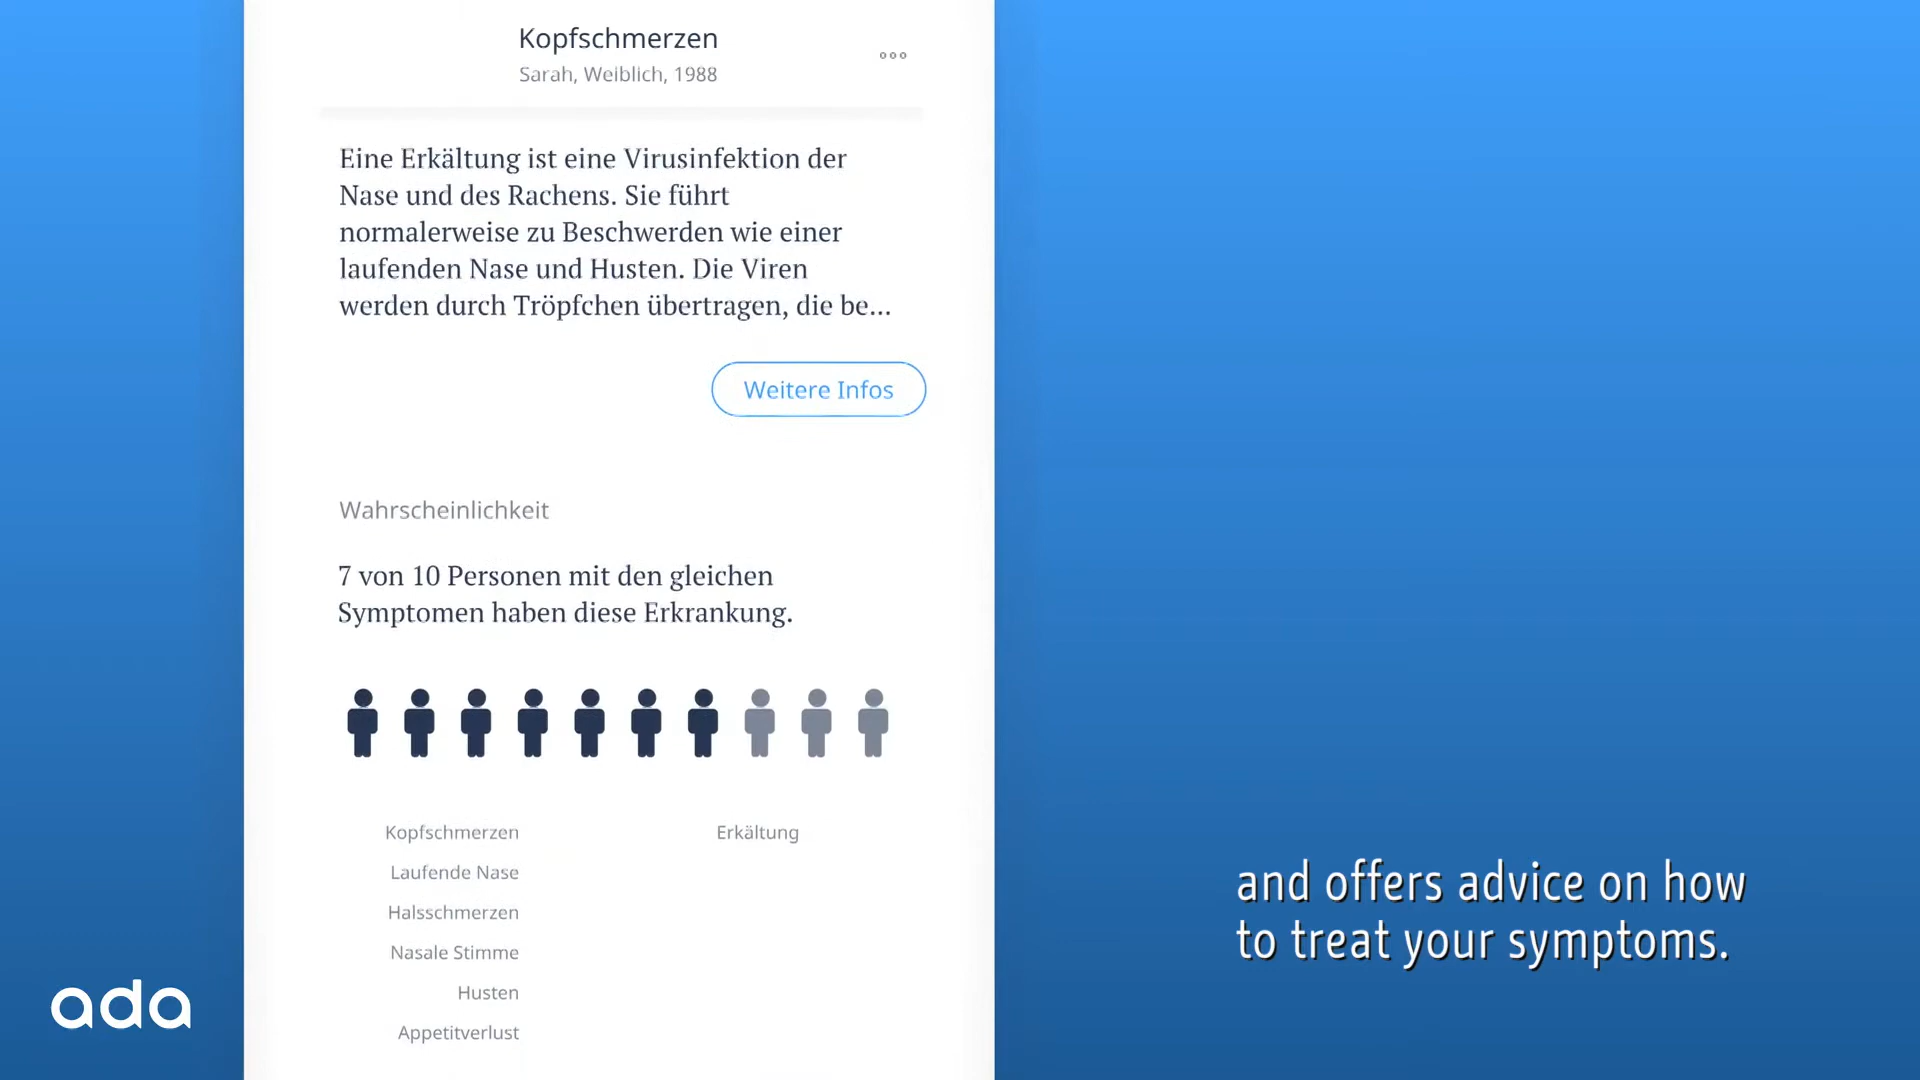 Kopfschmerzen
Sarah, Weiblich, 1988
Eine Erkältung ist eine Virusinfektion der
Nase und des Rachens. Sie führt
normalerweise zu Beschwerden wie einer
laufenden Nase und Husten. Die Viren
werden durch Tröpfchen übertragen, die be...
Weitere Infos
Wahrscheinlichkeit
7 von 10 Personen mit den gleichen
Symptomen haben diese Erkrankung.
Kopfschmerzen
Erkältung
Laufende Nase
Halsschmerzen
Nasale Stimme
Husten
Appetitverlust
and offers advice on how
to treat your symptoms.
ada